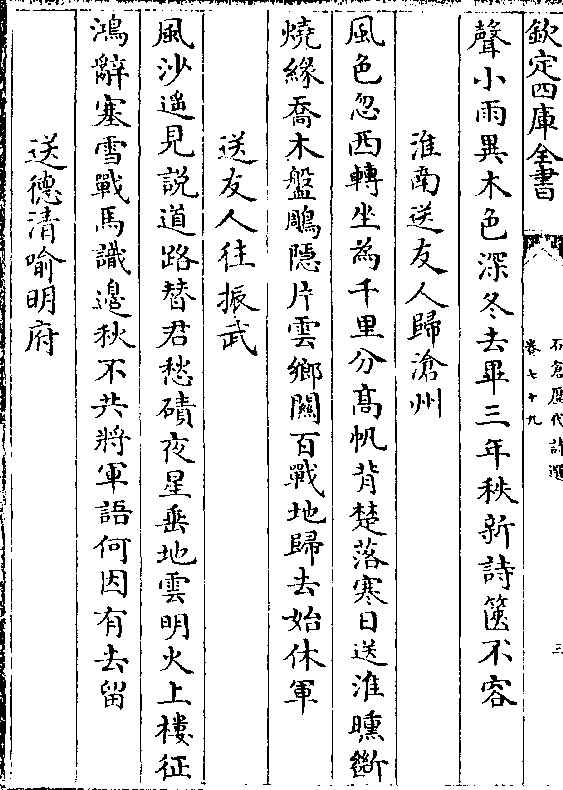 欽定四庫全書
石倉歷代詩選
卷七十九
三
聲小雨異木色深冬去畢三年秩新詩篋不容
淮南送友人歸滄州
風色忽西轉坐為千里分高帆背楚落寒日送淮曛斷
燒緣喬木盤鵰隱片雲鄉關百戰地歸去始休軍
送友人往振武
風沙遥見説道路替君愁磧夜星垂地雲明火上樓征
鴻辭塞雪戰馬識邊秋不共將軍語何因有去留
送德清喻明府